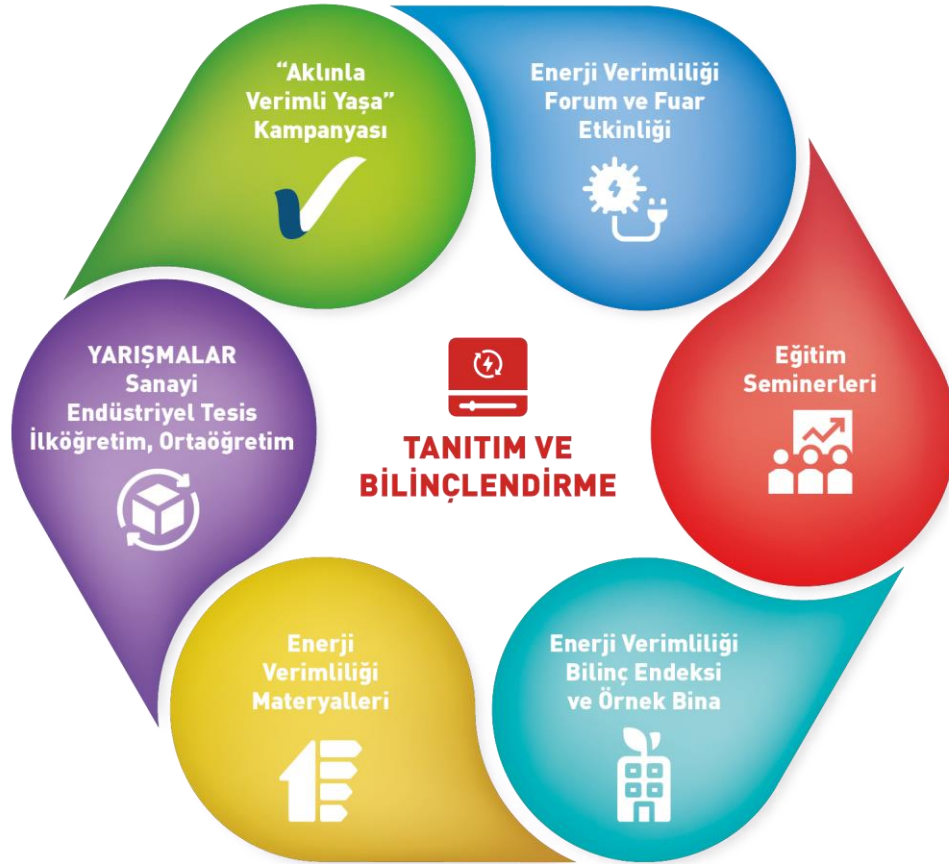 “Aklınla
Verimli Yaşa”
Kampanyası
Enerji Verimliliği
Forum ve Fuar
Etkinliği
Eğitim
Seminerleri
Enerji Verimliliği
Bilinç Endeksi
ve Örnek Bina
Enerji
Verimliliği
Materyalleri
YARIŞMALAR
Sanayi
Endüstriyel Tesis
İlköğretim, Ortaöğretim
TANITIM VE
BİLİNÇLENDİRME